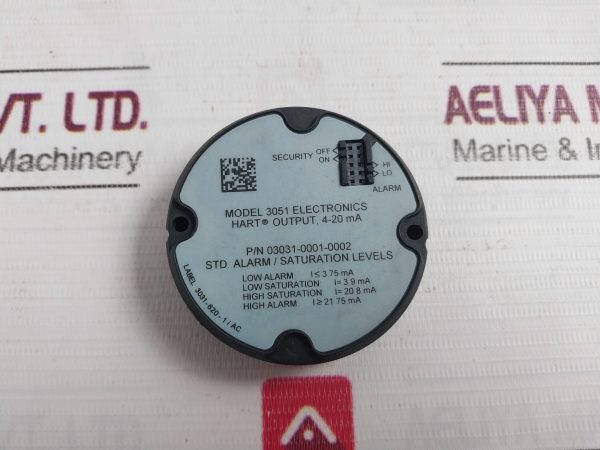 VT. LTD.
Machinery
AELIYA M
Marine & In
SECURITY OFF
ON
HI
LO
ALARM
MODEL 3051 ELECTRONICS
HART® OUTPUT, 4-20 mA
P/N 03031-0001-0002
STD. ALARM / SATURATION LEVELS
LOW ALARM I ≤ 3.75 mA
LOW SATURATION I= 3.9 mA
HIGH SATURATION I= 20.8 mA
HIGH ALARM I ≥ 21.75 mA
LABEL 3031-620-1 / AC